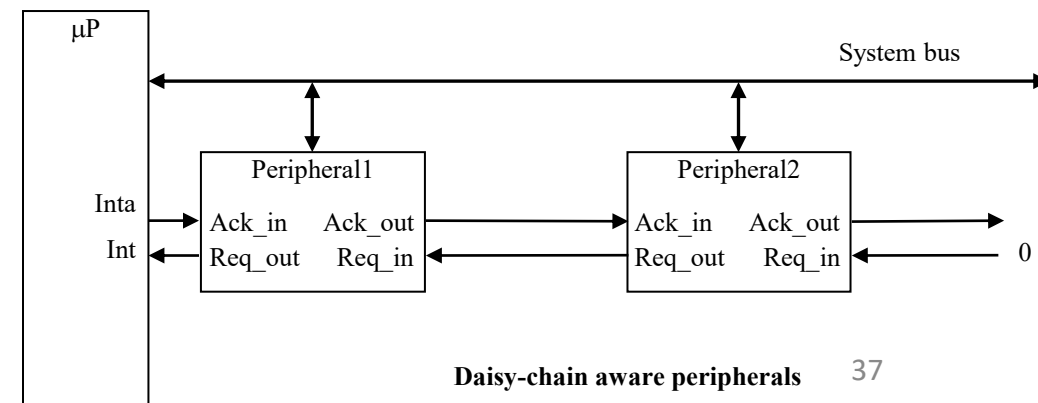 μP
System bus
Peripheral1
Peripheral2
Inta
Ack_in Ack_out
Ack_in Ack_out
Int
Req_out Req_in
Req_out Req_in
0
Daisy-chain aware peripherals
37